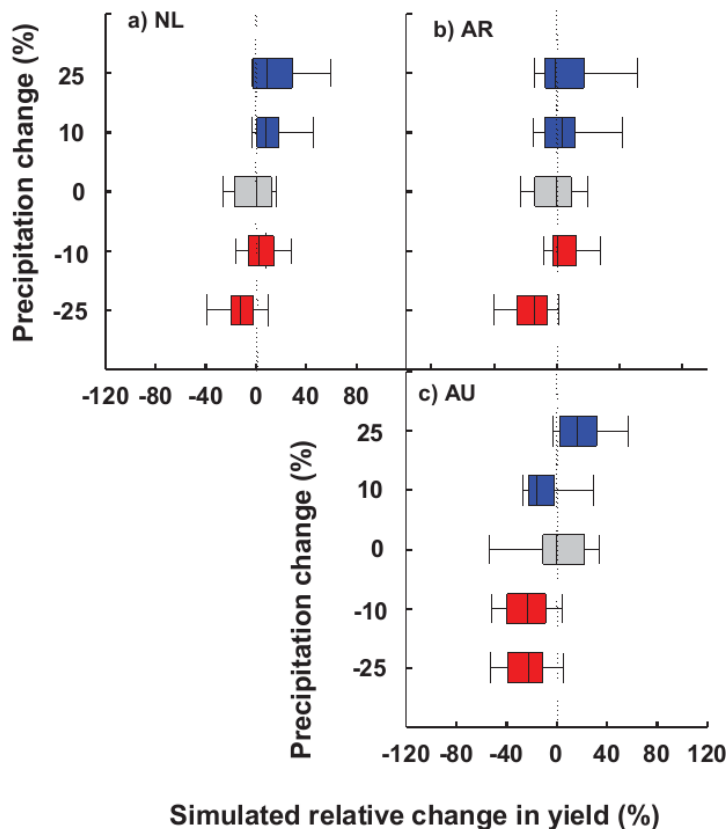 a) NL
b) AR
Precipitation change (%)
25
10
0
-10
-25
-120 -80 -40 0 40 80
c) AU
Precipitation change (%)
25
10
0
-10
-25
-120 -80 -40 0 40 80 120
Simulated relative change in yield (%)